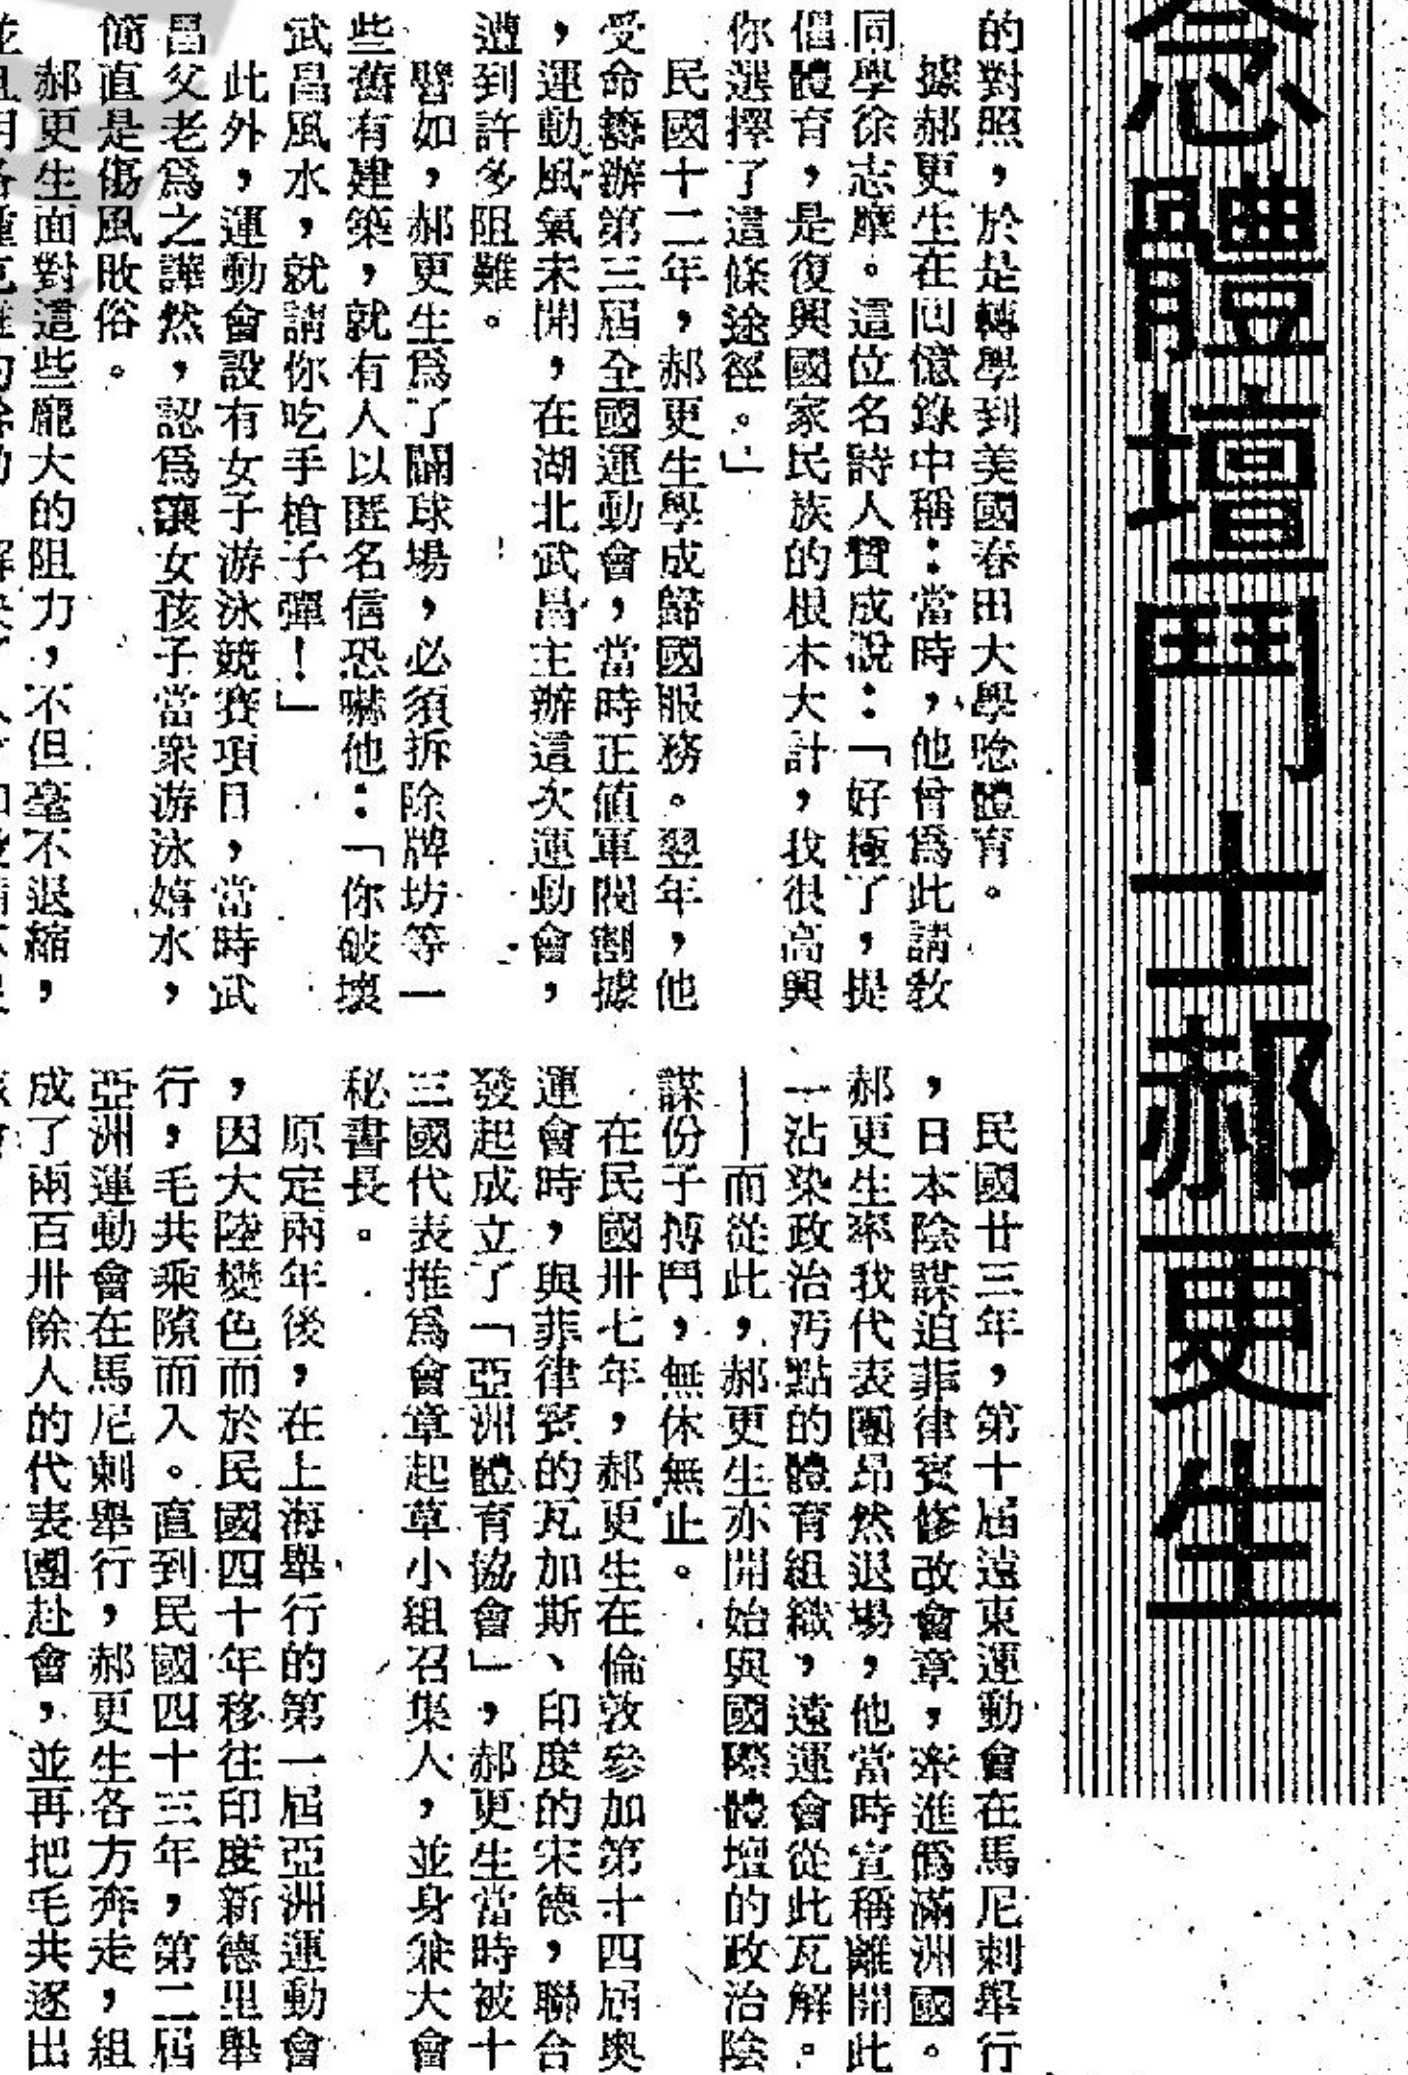 念體壇鬥士郝更生
的對照，於是轉學到美國春田大學唸體育。
據郝更生在回憶錄中稱：當時，他曾爲此請敎
同學徐志摩。這位名詩人贊成說：「好極了，提
倡體育，是復興國家民族的根本大計，我很高興
你選擇了這條途徑。」
民國十二年，郝更生學成歸國服務。翌年，他
受命籌辦第三屆全國運動會，當時正値軍閥割據
，運動風氣未開，在湖北武昌主辦這次運動會，
遭到許多阻難。
譬如，郝更生爲了闢球場，必須拆除牌坊等一
些舊有建築，就有人以匿名信恐嚇他：「你破壞
武昌風水，就請你吃手槍子彈！」
此外，運動會設有女子游泳競賽項目，當時武
昌父老爲之譁然，認爲讓女孩子當衆游泳嬉水，
簡直是傷風敗俗。
郝更生面對這些龐大的阻力，不但毫不退縮，
民國廿三年，第十屆遠東運動會在馬尼剌舉行
，日本陰謀迫菲律賓修改會章，牽進僞滿洲國。
郝更生率我代表團昂然退場，他當時宣稱離開此
一沾染政治汚點的體育組織，遠運會從此瓦解。
——而從此，郝更生亦開始與國際體壇的政治陰
謀份子搏鬥，無休無止。
在民國卅七年，郝更生在倫敦參加第十四屆奧
運會時，與菲律賓的瓦加斯、印度的宋德，聯合
發起成立了「亞洲體育協會」，郝更生當時被十
三國代表推爲會章起草小組召集人，並身兼大會
秘書長。
原定兩年後，在上海舉行的第一屆亞洲運動會
，因大陸變色而於民國四十年移往印度新德里舉
行，毛共乘隙而入。直到民國四十三年，第二屆
亞洲運動會在馬尼剌舉行，郝更生各方奔走，組
成了兩百卅餘人的代表團赴會，並再把毛共逐出